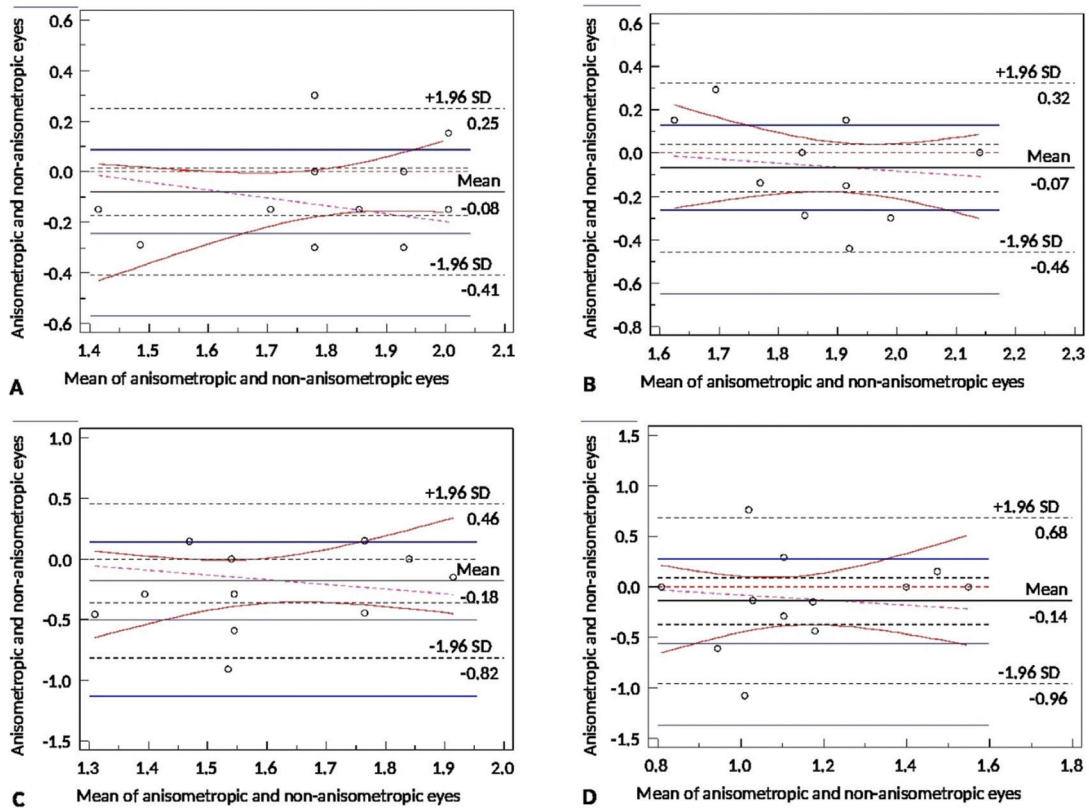 Anisometropic and non-anisometropic eyes
0.6
0.4
0.2
0.0
-0.2
-0.4
-0.6
+1.96 SD
0.25
Mean
-0.08
-1.96 SD
-0.41
1.4 1.5 1.6 1.7 1.8 1.9 2.0 2.1
A Mean of anisometropic and non-anisometropic eyes
Anisometropic and non-anisometropic eyes
0.6
0.4
0.2
0.0
-0.2
-0.4
-0.6
-0.8
+1.96 SD
0.32
Mean
-0.07
-1.96 SD
-0.46
1.6 1.7 1.8 1.9 2.0 2.1 2.2 2.3
B Mean of anisometropic and non-anisometropic eyes
Anisometropic and non-anisometropic eyes
1.0
0.5
0.0
-0.5
-1.0
-1.5
+1.96 SD
0.46
Mean
-0.18
-1.96 SD
-0.82
1.3 1.4 1.5 1.6 1.7 1.8 1.9 2.0
C Mean of anisometropic and non-anisometropic eyes
Anisometropic and non-anisometropic eyes
1.5
1.0
0.5
0.0
-0.5
-1.0
-1.5
+1.96 SD
0.68
Mean
-0.14
-1.96 SD
-0.96
0.8 1.0 1.2 1.4 1.6 1.8
D Mean of anisometropic and non-anisometropic eyes